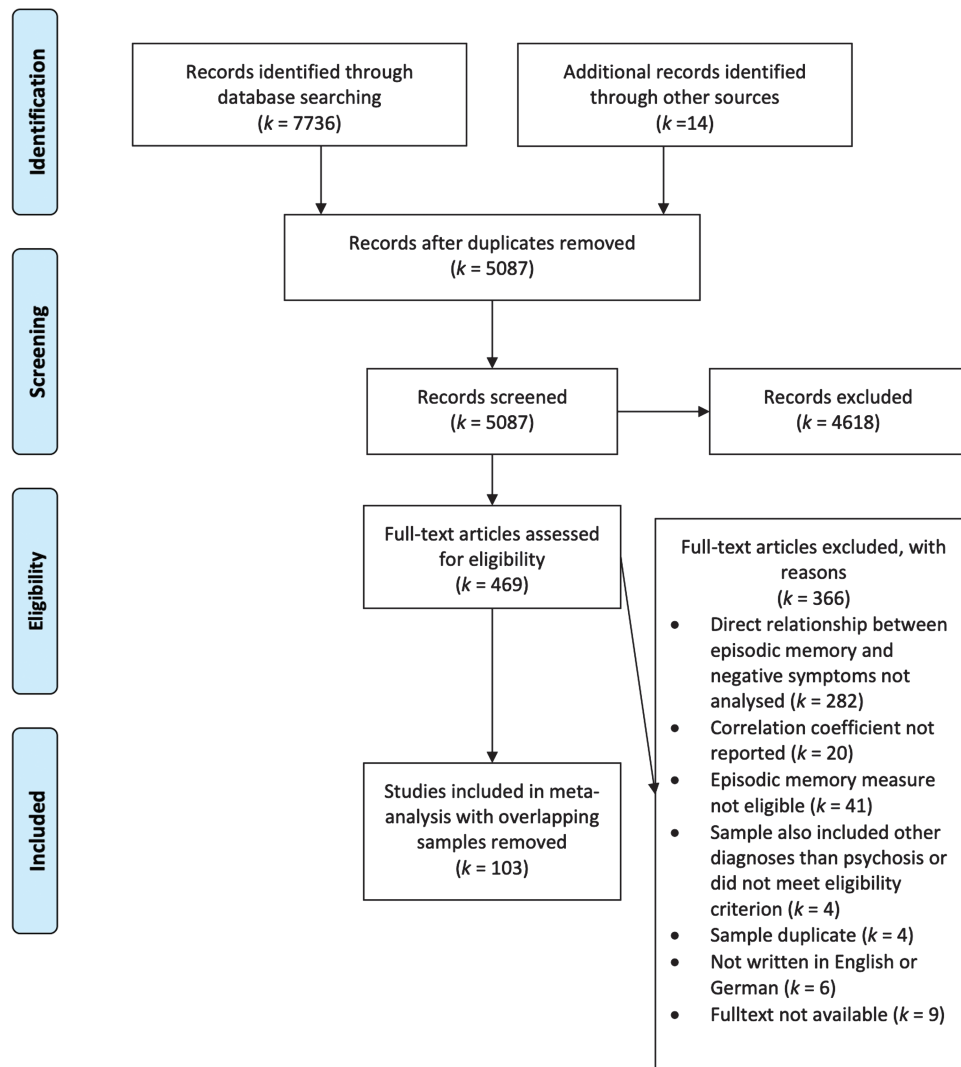 Identification
Records identified through
database searching
(k = 7736)
Additional records identified
through other sources
(k =14)
Records after duplicates removed
(k = 5087)
Screening
Records screened
(k = 5087)
Records excluded
(k = 4618)
Eligibility
Full-text articles assessed
for eligibility
(k = 469)
Full-text articles excluded, with
reasons
(k = 366)
• Direct relationship between
episodic memory and
negative symptoms not
analysed (k = 282)
• Correlation coefficient not
reported (k = 20)
• Episodic memory measure
not eligible (k = 41)
• Sample also included other
diagnoses than psychosis or
did not meet eligibility
criterion (k = 4)
• Sample duplicate (k = 4)
• Not written in English or
German (k = 6)
• Fulltext not available (k = 9)
Included
Studies included in meta-
analysis with overlapping
samples removed
(k = 103)